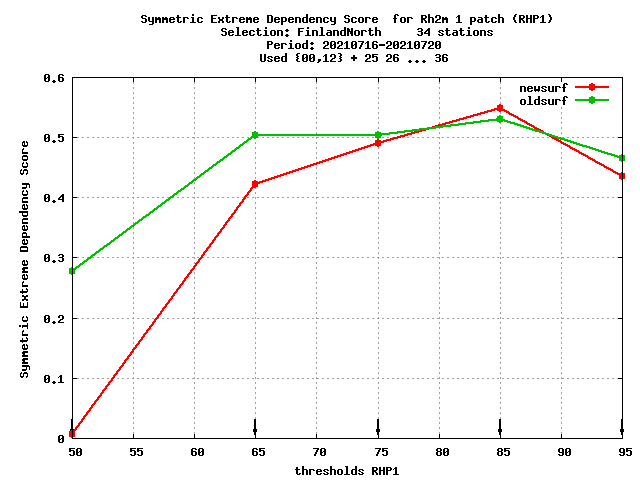 Symmetric Extreme Dependency Score  for Rh2m 1 patch (RHP1)
Selection: FinlandNorth     34 stations
Period: 20210716-20210720
Used {00,12} + 25 26 ... 36
newsurf
oldsurf
Symmetric Extreme Dependency Score
0.6
0.5
0.4
0.3
0.2
0.1
0
50 55 60 65 70 75 80 85 90 95
thresholds RHP1